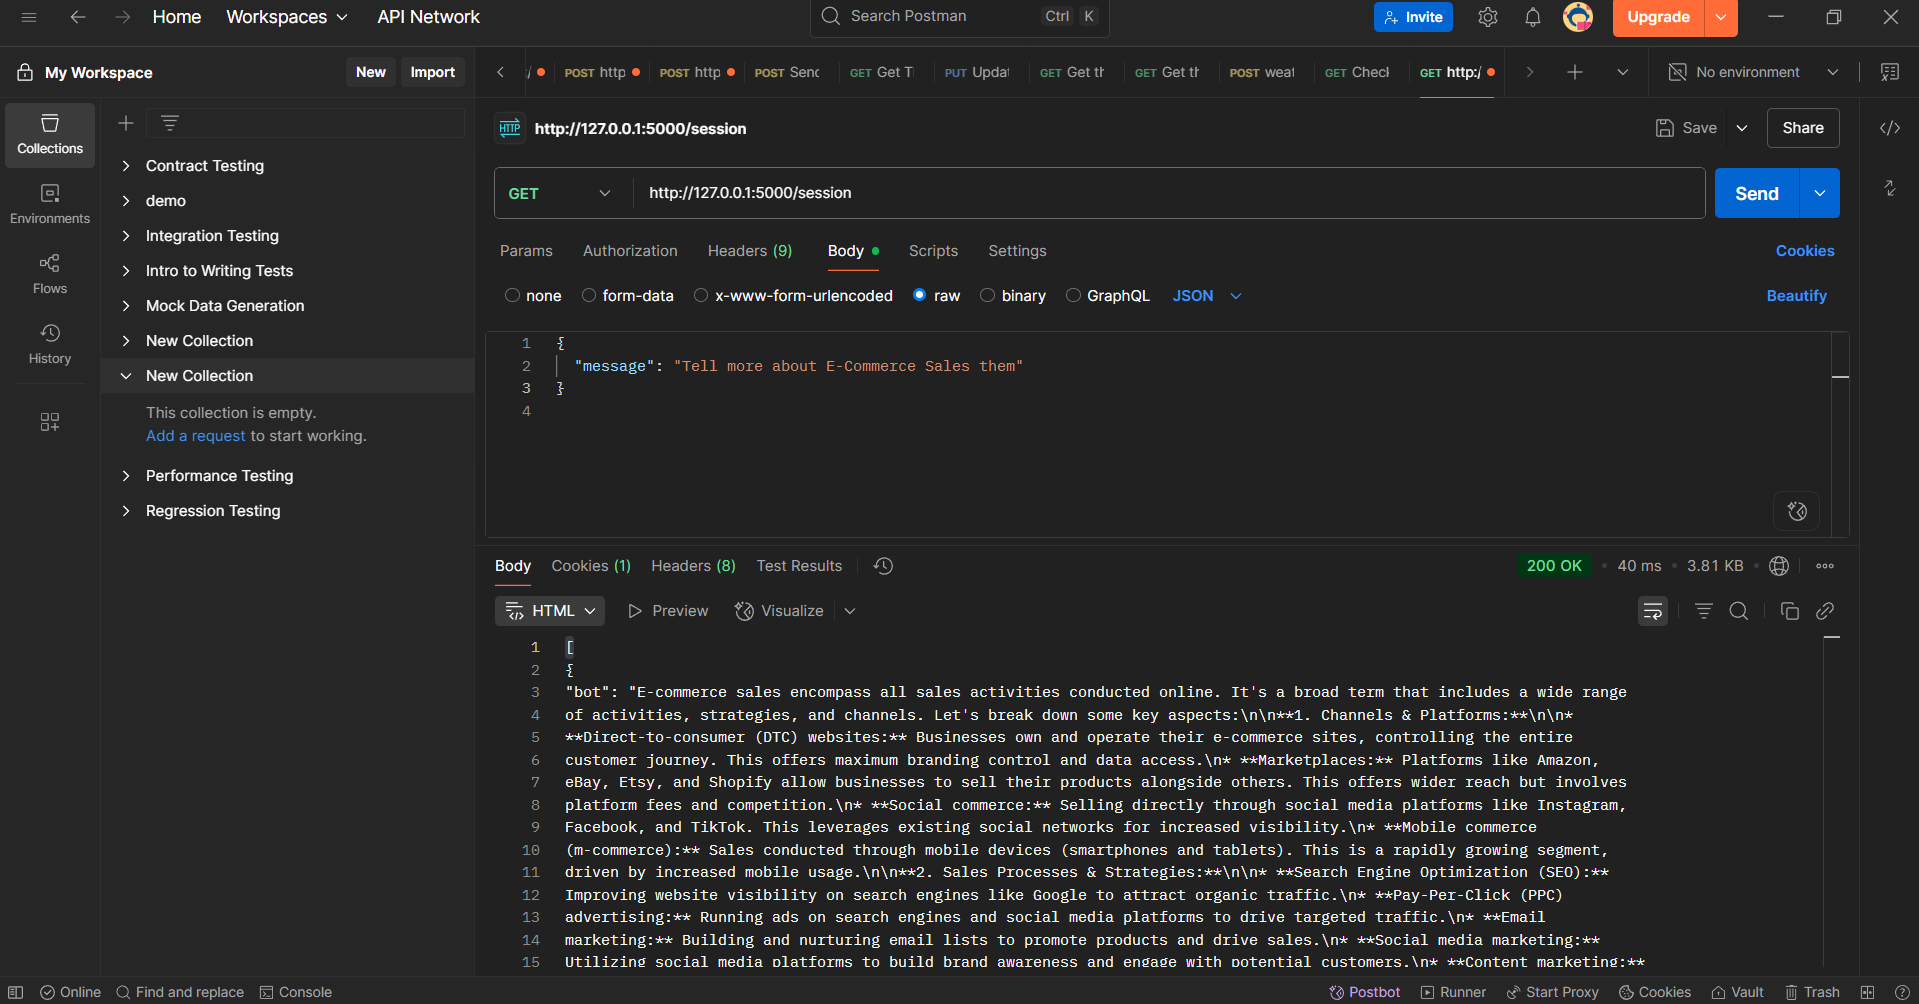 Home Workspaces API Network Search Postman Ctrl K Invite Upgrade
My Workspace New Import POST http POST http POST Senc GET Get T PUT Updat GET Get th GET Get th POST weat GET Check GET http:/ No environment
HTTP http://127.0.0.1:5000/session Save Share
Collections
Environments
Flows
History
Contract Testing
demo
Integration Testing
Intro to Writing Tests
Mock Data Generation
New Collection
New Collection
This collection is empty.
Add a request to start working.
Performance Testing
Regression Testing
GET http://127.0.0.1:5000/session Send
Params Authorization Headers (9) Body Scripts Settings Cookies
none form-data x-www-form-urlencoded raw binary GraphQL JSON Beautify
1 {
2 "message": "Tell more about E-Commerce Sales them"
3 }
4
Body Cookies (1) Headers (8) Test Results 200 OK • 40 ms • 3.81 KB •
HTML Preview Visualize
1 [
2 {
3 "bot": "E-commerce sales encompass all sales activities conducted online. It's a broad term that includes a wide range
4 of activities, strategies, and channels. Let's break down some key aspects:\n\n**1. Channels & Platforms:**\n\n*
5 **Direct-to-consumer (DTC) websites:** Businesses own and operate their e-commerce sites, controlling the entire
6 customer journey. This offers maximum branding control and data access.\n* **Marketplaces:** Platforms like Amazon,
7 eBay, Etsy, and Shopify allow businesses to sell their products alongside others. This offers wider reach but involves
8 platform fees and competition.\n* **Social commerce:** Selling directly through social media platforms like Instagram,
9 Facebook, and TikTok. This leverages existing social networks for increased visibility.\n* **Mobile commerce
10 (m-commerce):** Sales conducted through mobile devices (smartphones and tablets). This is a rapidly growing segment,
11 driven by increased mobile usage.\n\n**2. Sales Processes & Strategies:**\n\n* **Search Engine Optimization (SEO):**
12 Improving website visibility on search engines like Google to attract organic traffic.\n* **Pay-Per-Click (PPC)
13 advertising:** Running ads on search engines and social media platforms to drive targeted traffic.\n* **Email
14 marketing:** Building and nurturing email lists to promote products and drive sales.\n* **Social media marketing:**
15 Utilizing social media platforms to build brand awareness and engage with potential customers.\n* **Content marketing:**
Online Find and replace Console Postbot Runner Start Proxy Cookies Vault Trash